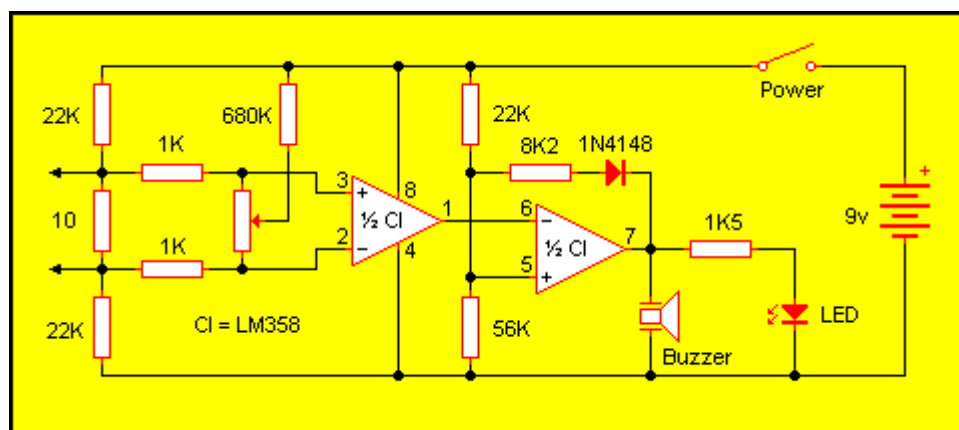 Power
22K
680K
22K
1K
8K2
1N4148
+
3
+
8
1
½ CI
6
−
7
1K5
9v
10
2
−
4
½ CI
5
+
1K
22K
CI = LM358
56K
Buzzer
LED